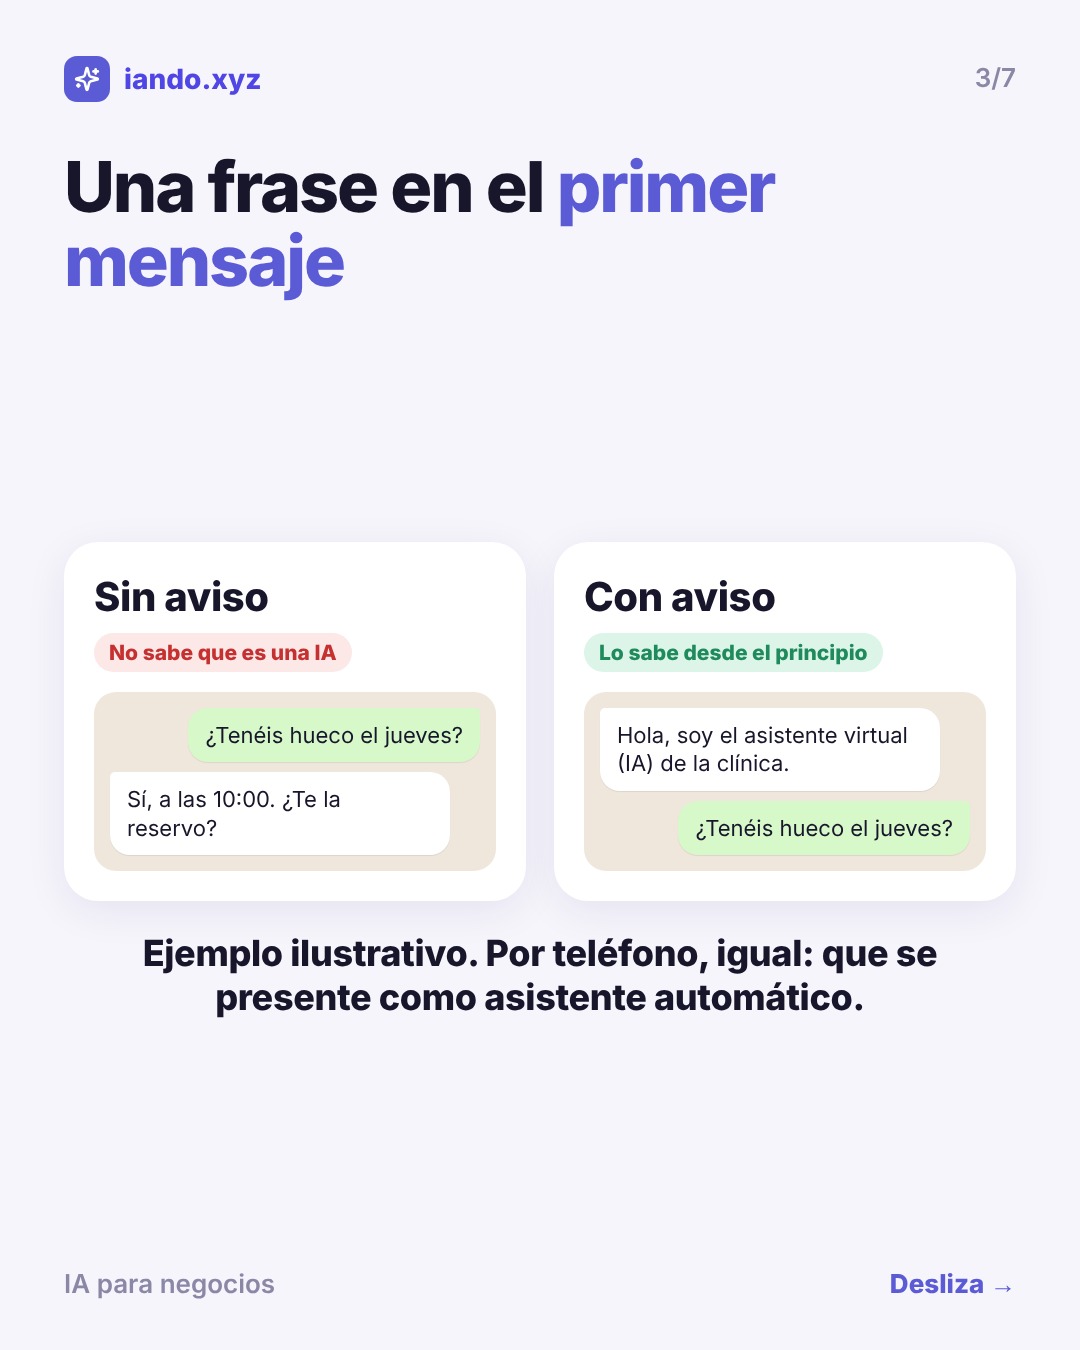 iando.xyz
3/7
Una frase en el primer
mensaje
Sin aviso
No sabe que es una IA
¿Tenéis hueco el jueves?
Sí, a las 10:00. ¿Te la
reservo?
Con aviso
Lo sabe desde el principio
Hola, soy el asistente virtual
(IA) de la clínica.
¿Tenéis hueco el jueves?
Ejemplo ilustrativo. Por teléfono, igual: que se
presente como asistente automático.
IA para negocios
Desliza →